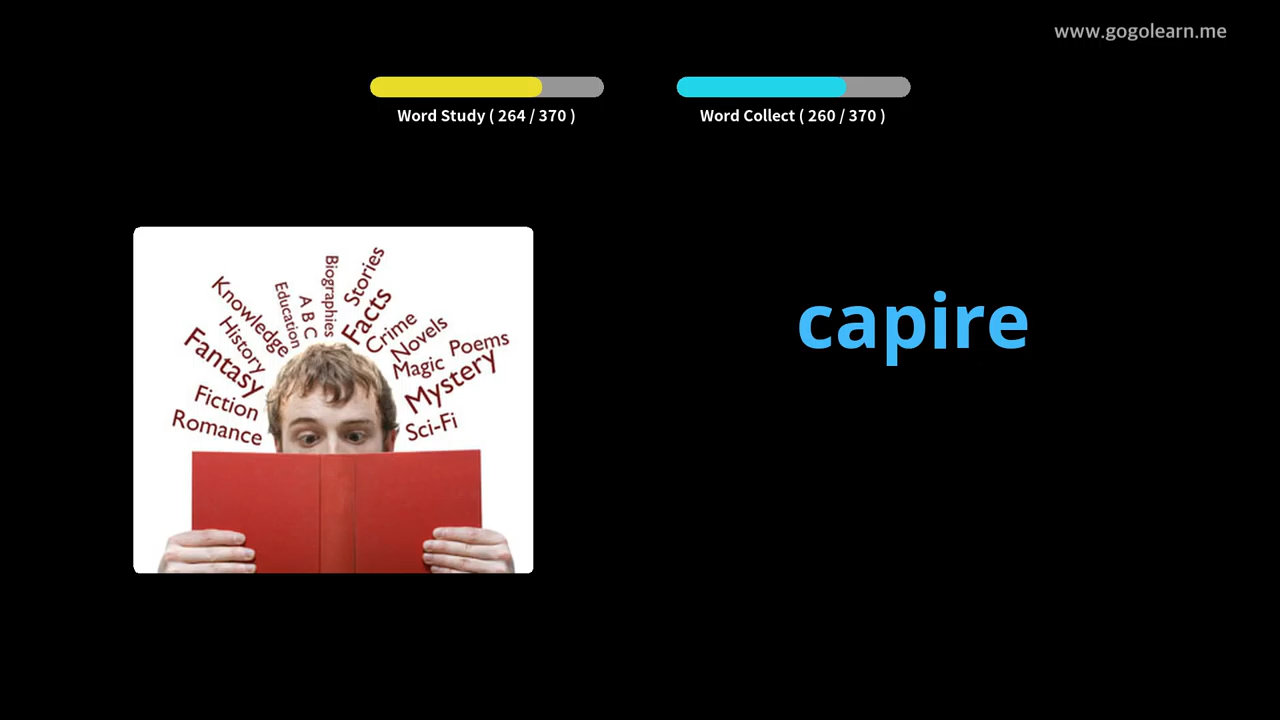 www.gogolearn.me
Word Study ( 264 / 370 )
Word Collect ( 260 / 370 )
Biographies
Stories
Education
A B C
Facts
Knowledge
History
Crime
Novels
Poems
Fantasy
Magic
Mystery
Fiction
Romance
Sci-Fi
capire